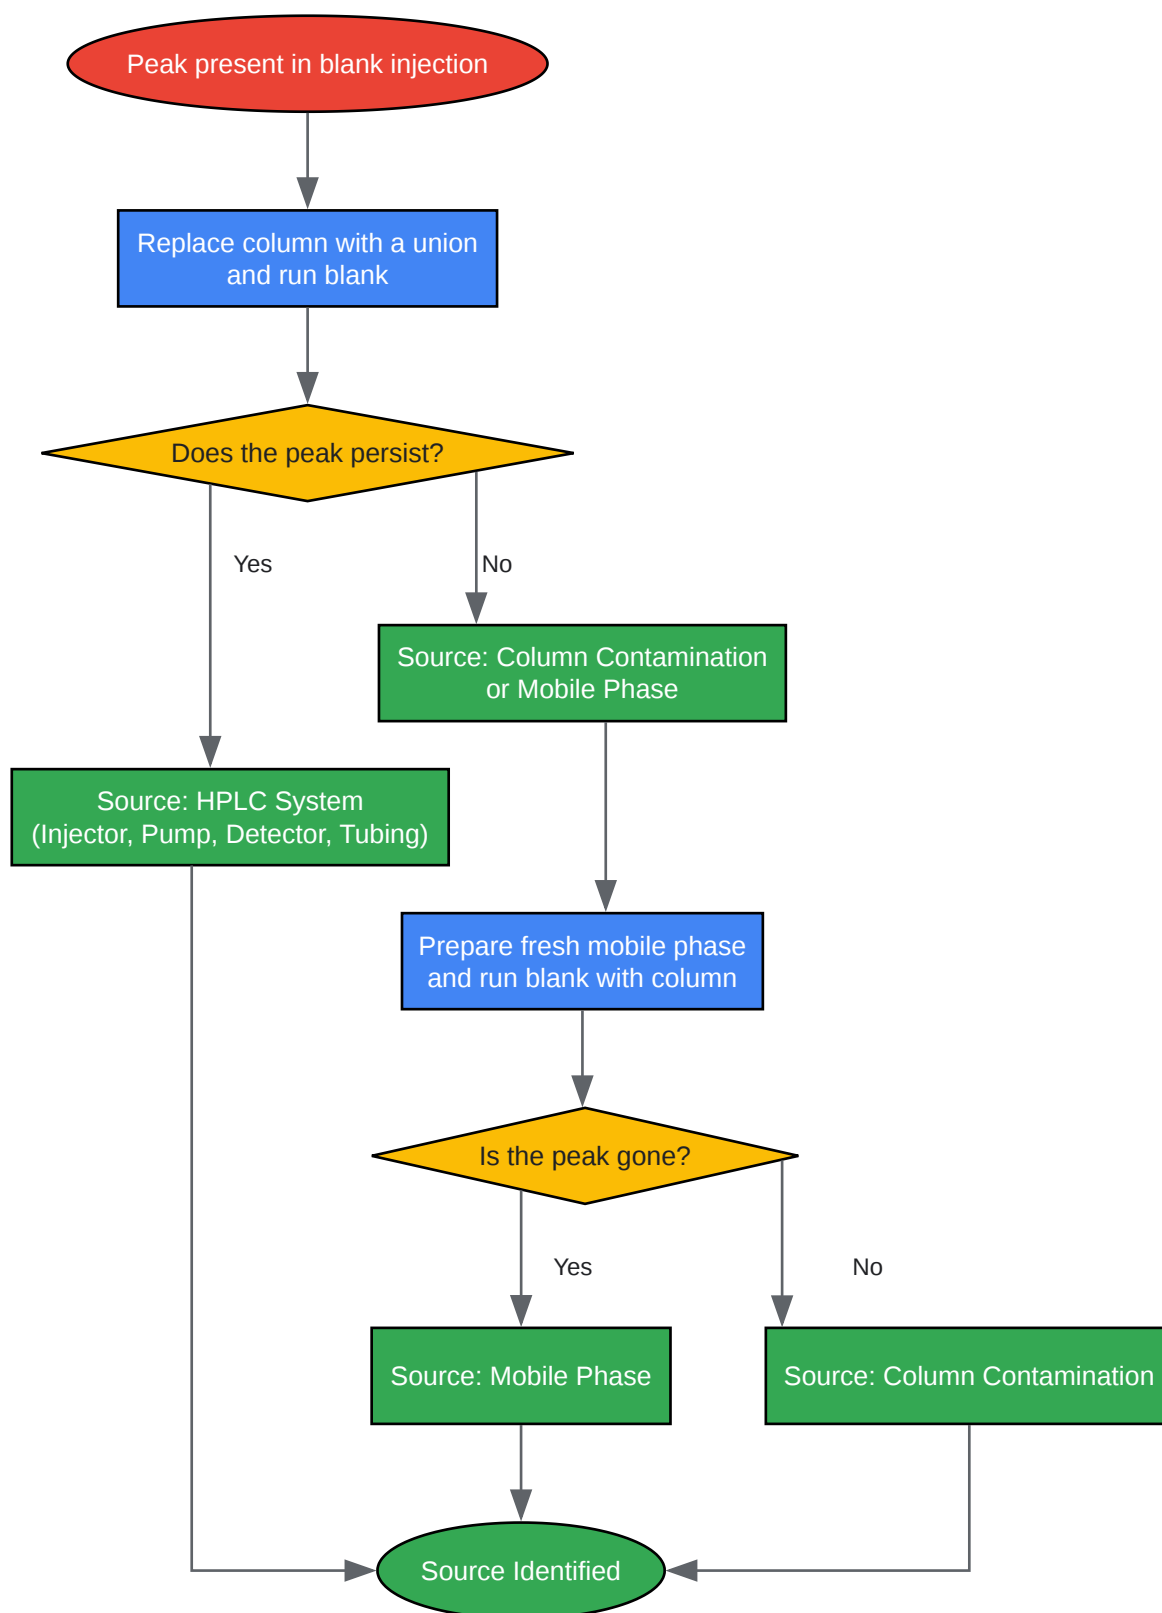 Peak present in blank injection
Replace column with a union
and run blank
Does the peak persist?
Yes
No
Source: Column Contamination
or Mobile Phase
Source: HPLC System
(Injector, Pump, Detector, Tubing)
Prepare fresh mobile phase
and run blank with column
Is the peak gone?
Yes
No
Source: Mobile Phase
Source: Column Contamination
Source Identified